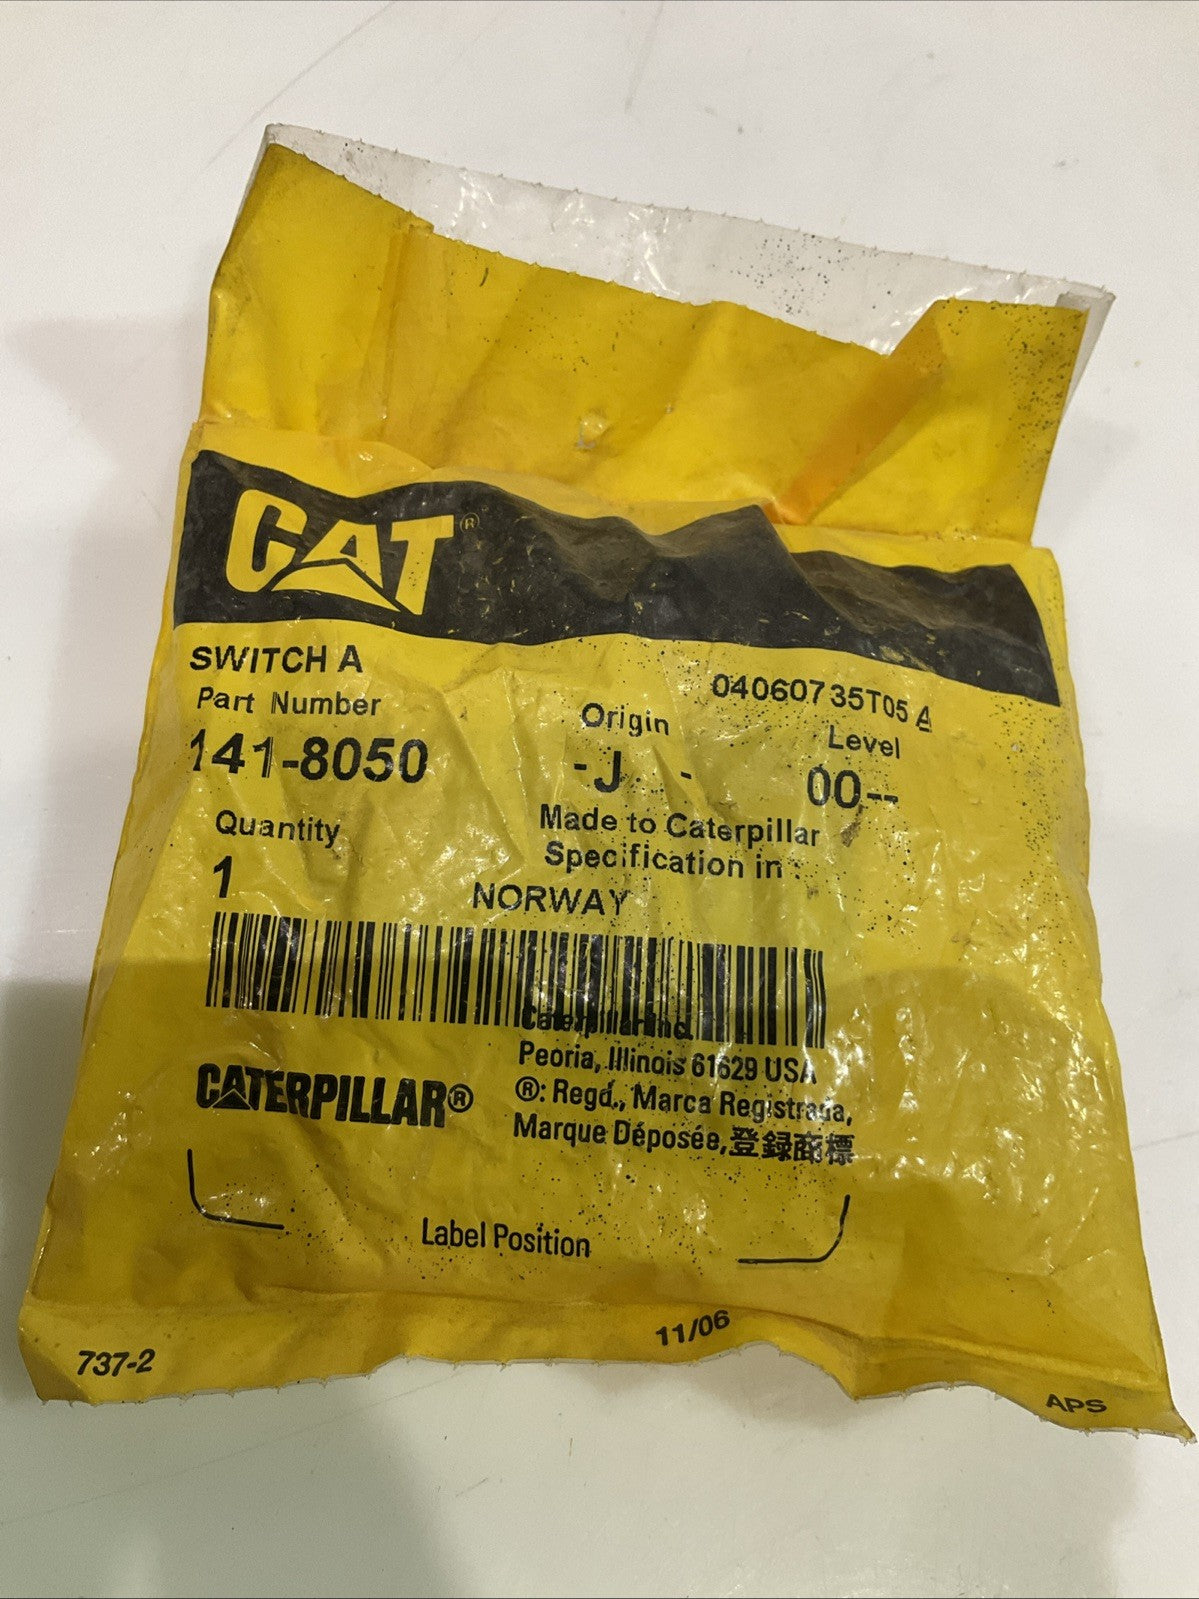 CAT®
SWITCH A
04060735T05 A
Part Number
Origin
Level
141-8050
-J -
00--
Quantity
Made to Caterpillar
Specification in :
1
NORWAY
Caterpillar Inc.
Peoria, Illinois 61629 USA
CATERPILLAR®
®: Regd., Marca Registrada,
Marque Déposée, 登録商標
Label Position
737-2
11/06
APS